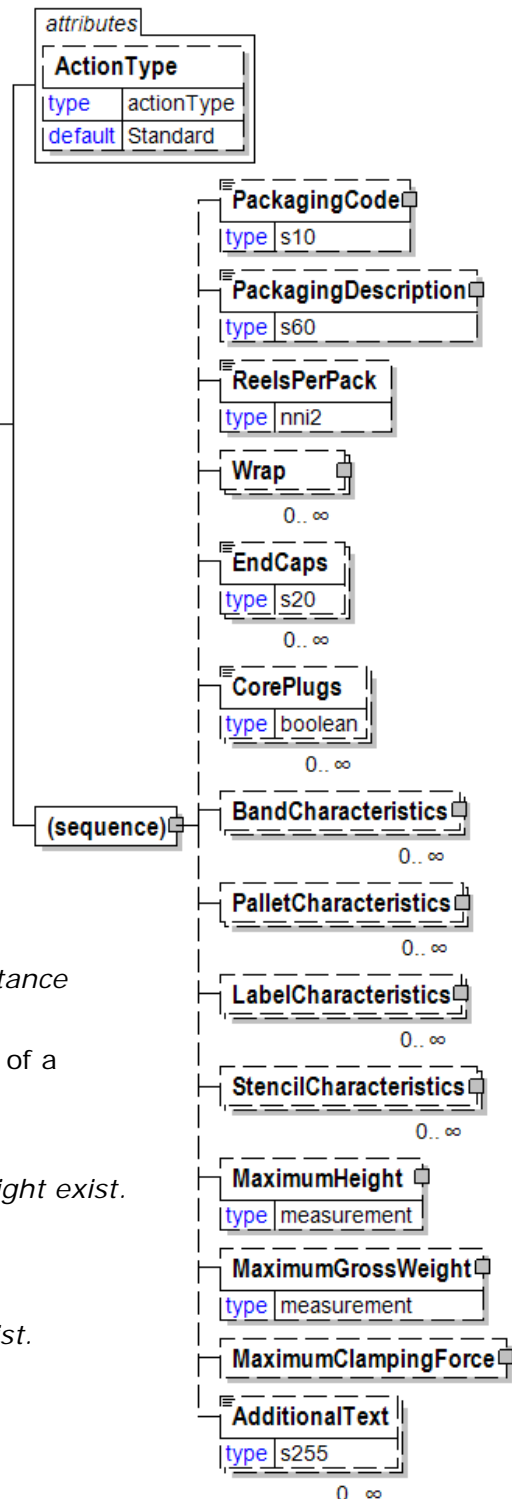 attributes
ActionType
type actionType
default Standard
PackagingCode
type s10
PackagingDescription
type s60
ReelsPerPack
type nni2
Wrap
0.. ∞
EndCaps
type s20
0.. ∞
CorePlugs
type boolean
0.. ∞
(sequence)
BandCharacteristics
0.. ∞
PalletCharacteristics
0.. ∞
tance
LabelCharacteristics
0.. ∞
of a
StencilCharacteristics
0.. ∞
ight exist.
MaximumHeight
type measurement
MaximumGrossWeight
type measurement
st.
MaximumClampingForce
AdditionalText
type s255
0.. ∞